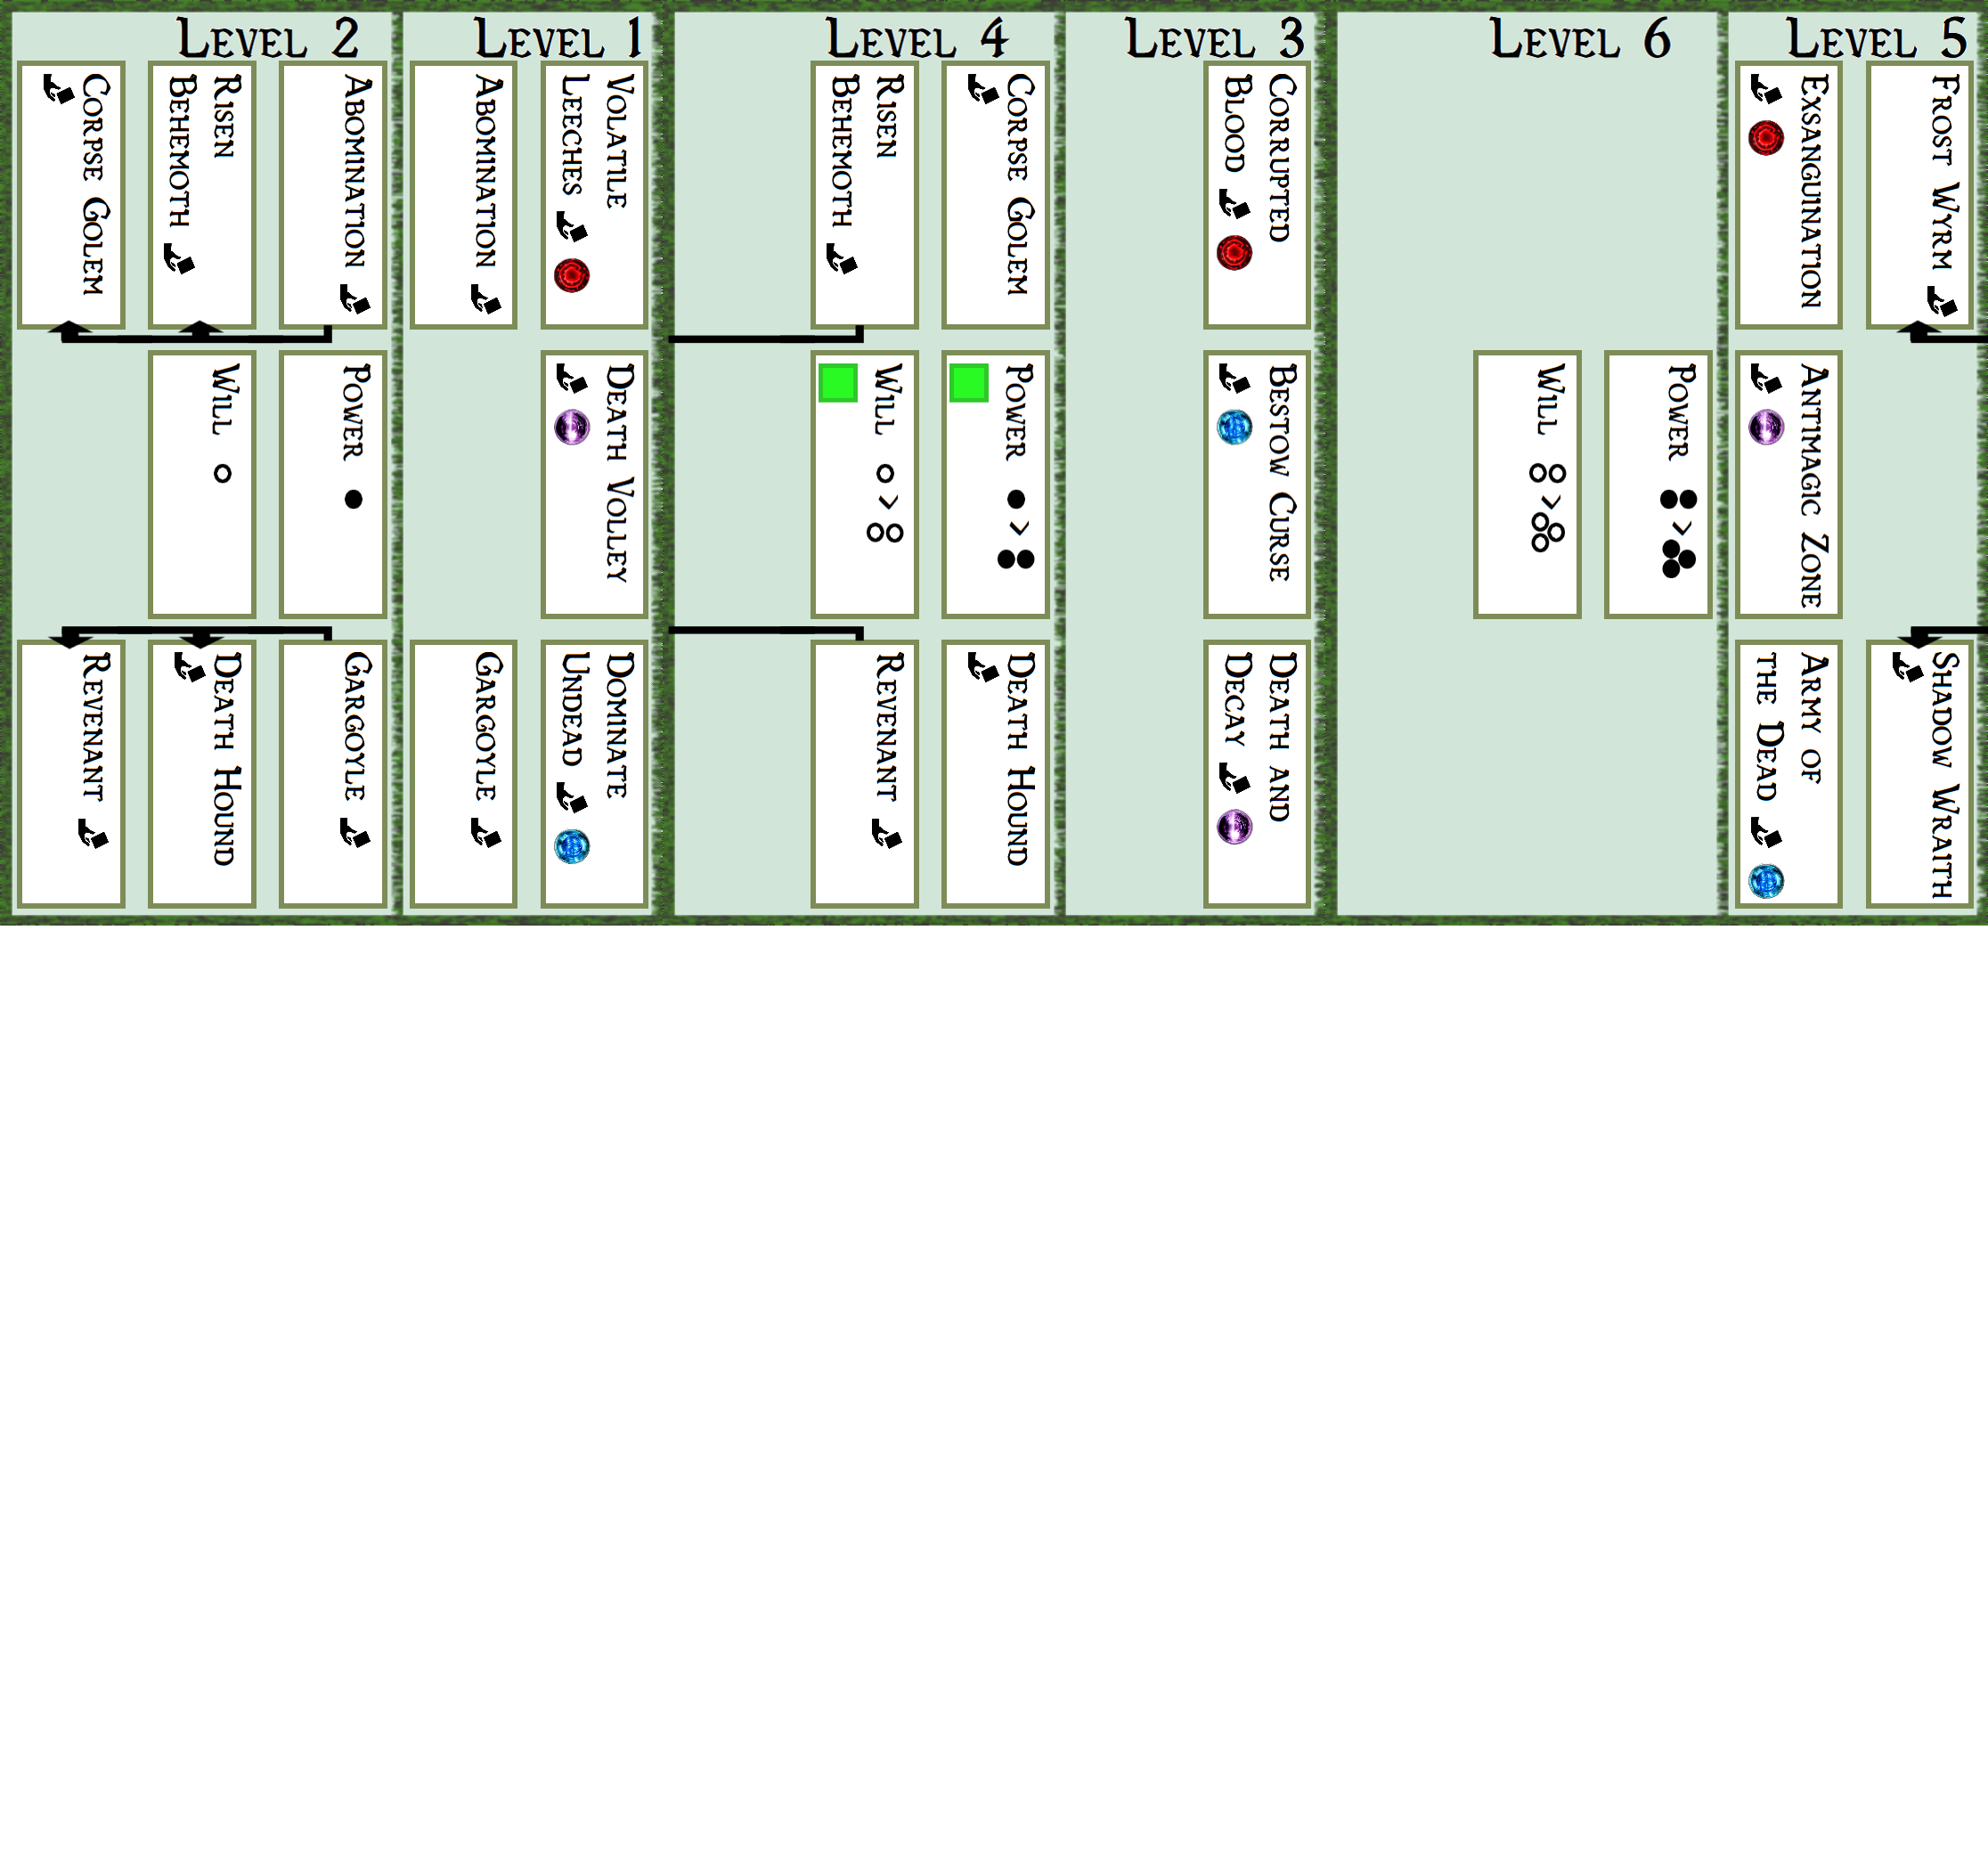 Level 2
Abomination
Risen
Behemoth
Corpse Golem
Power
Will
Gargoyle
Death Hound
Revenant
Level 1
Volatile
Leeches
Abomination
Death Volley
Dominate
Undead
Gargoyle
Level 4
Corpse Golem
Risen
Behemoth
Power >
Will >
Death Hound
Revenant
Level 3
Corrupted
Blood
Bestow Curse
Death and
Decay
Level 6
Power >
Will >
Level 5
Frost Wyrm
Exsanguination
Antimagic Zone
Shadow Wraith
Army of
the Dead